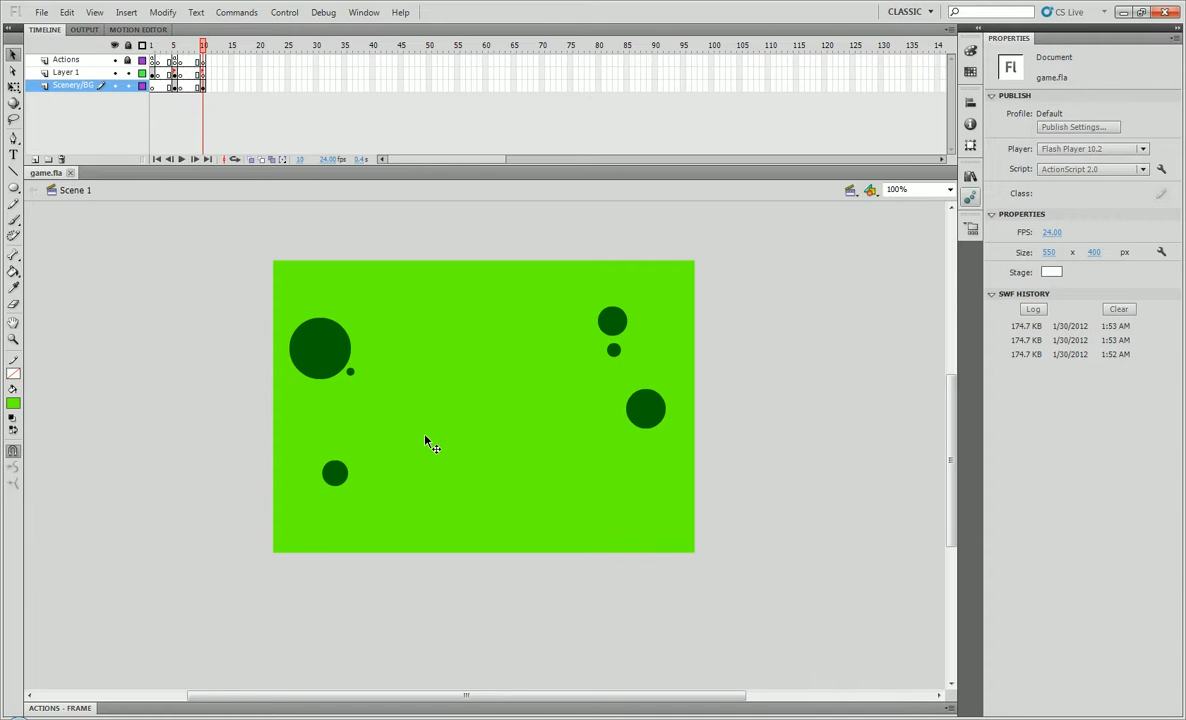 Fl File Edit View Insert Modify Text Commands Control Debug Window Help CLASSIC CS Live
TIMELINE OUTPUT MOTION EDITOR
1 5 10 15 20 25 30 35 40 45 50 55 60 65 70 75 80 85 90 95 100 105 110 115 120 125 130 135 14
Actions
Layer 1
Scenery/BG
10 24.00 fps 0.4 s
game.fla
Scene 1 100%
ACTIONS - FRAME
PROPERTIES
Fl Document
game.fla
PUBLISH
Profile: Default
Publish Settings...
Player: Flash Player 10.2
Script: ActionScript 2.0
Class:
PROPERTIES
FPS: 24.00
Size: 550 x 400 px
Stage:
SWF HISTORY
Log Clear
174.7 KB 1/30/2012 1:53 AM
174.7 KB 1/30/2012 1:53 AM
174.7 KB 1/30/2012 1:52 AM